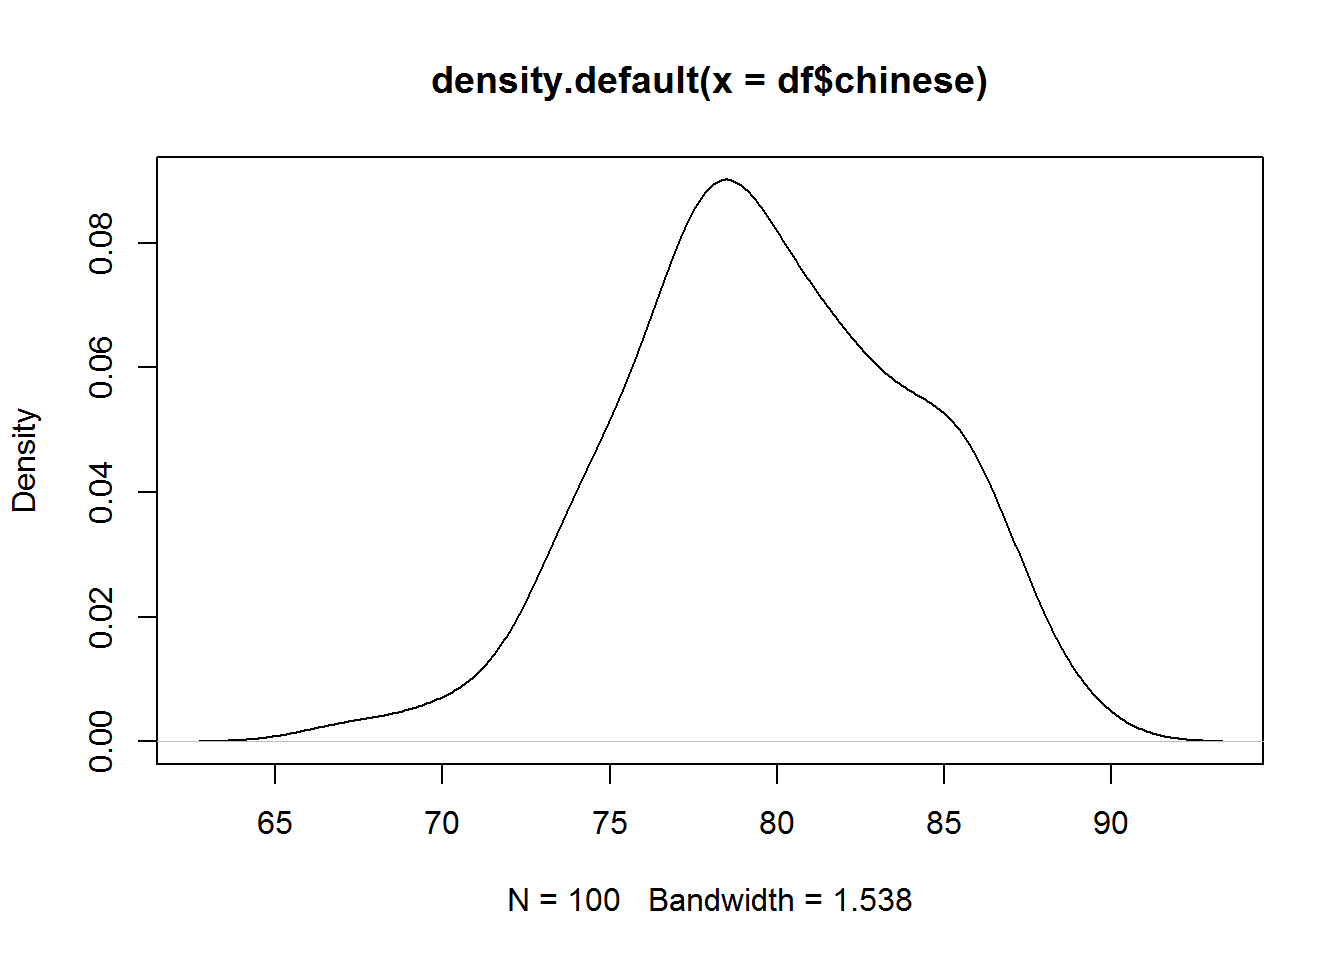 density.default(x = df$chinese)
Density
0.08
0.06
0.04
0.02
0.00
65 70 75 80 85 90
N = 100 Bandwidth = 1.538